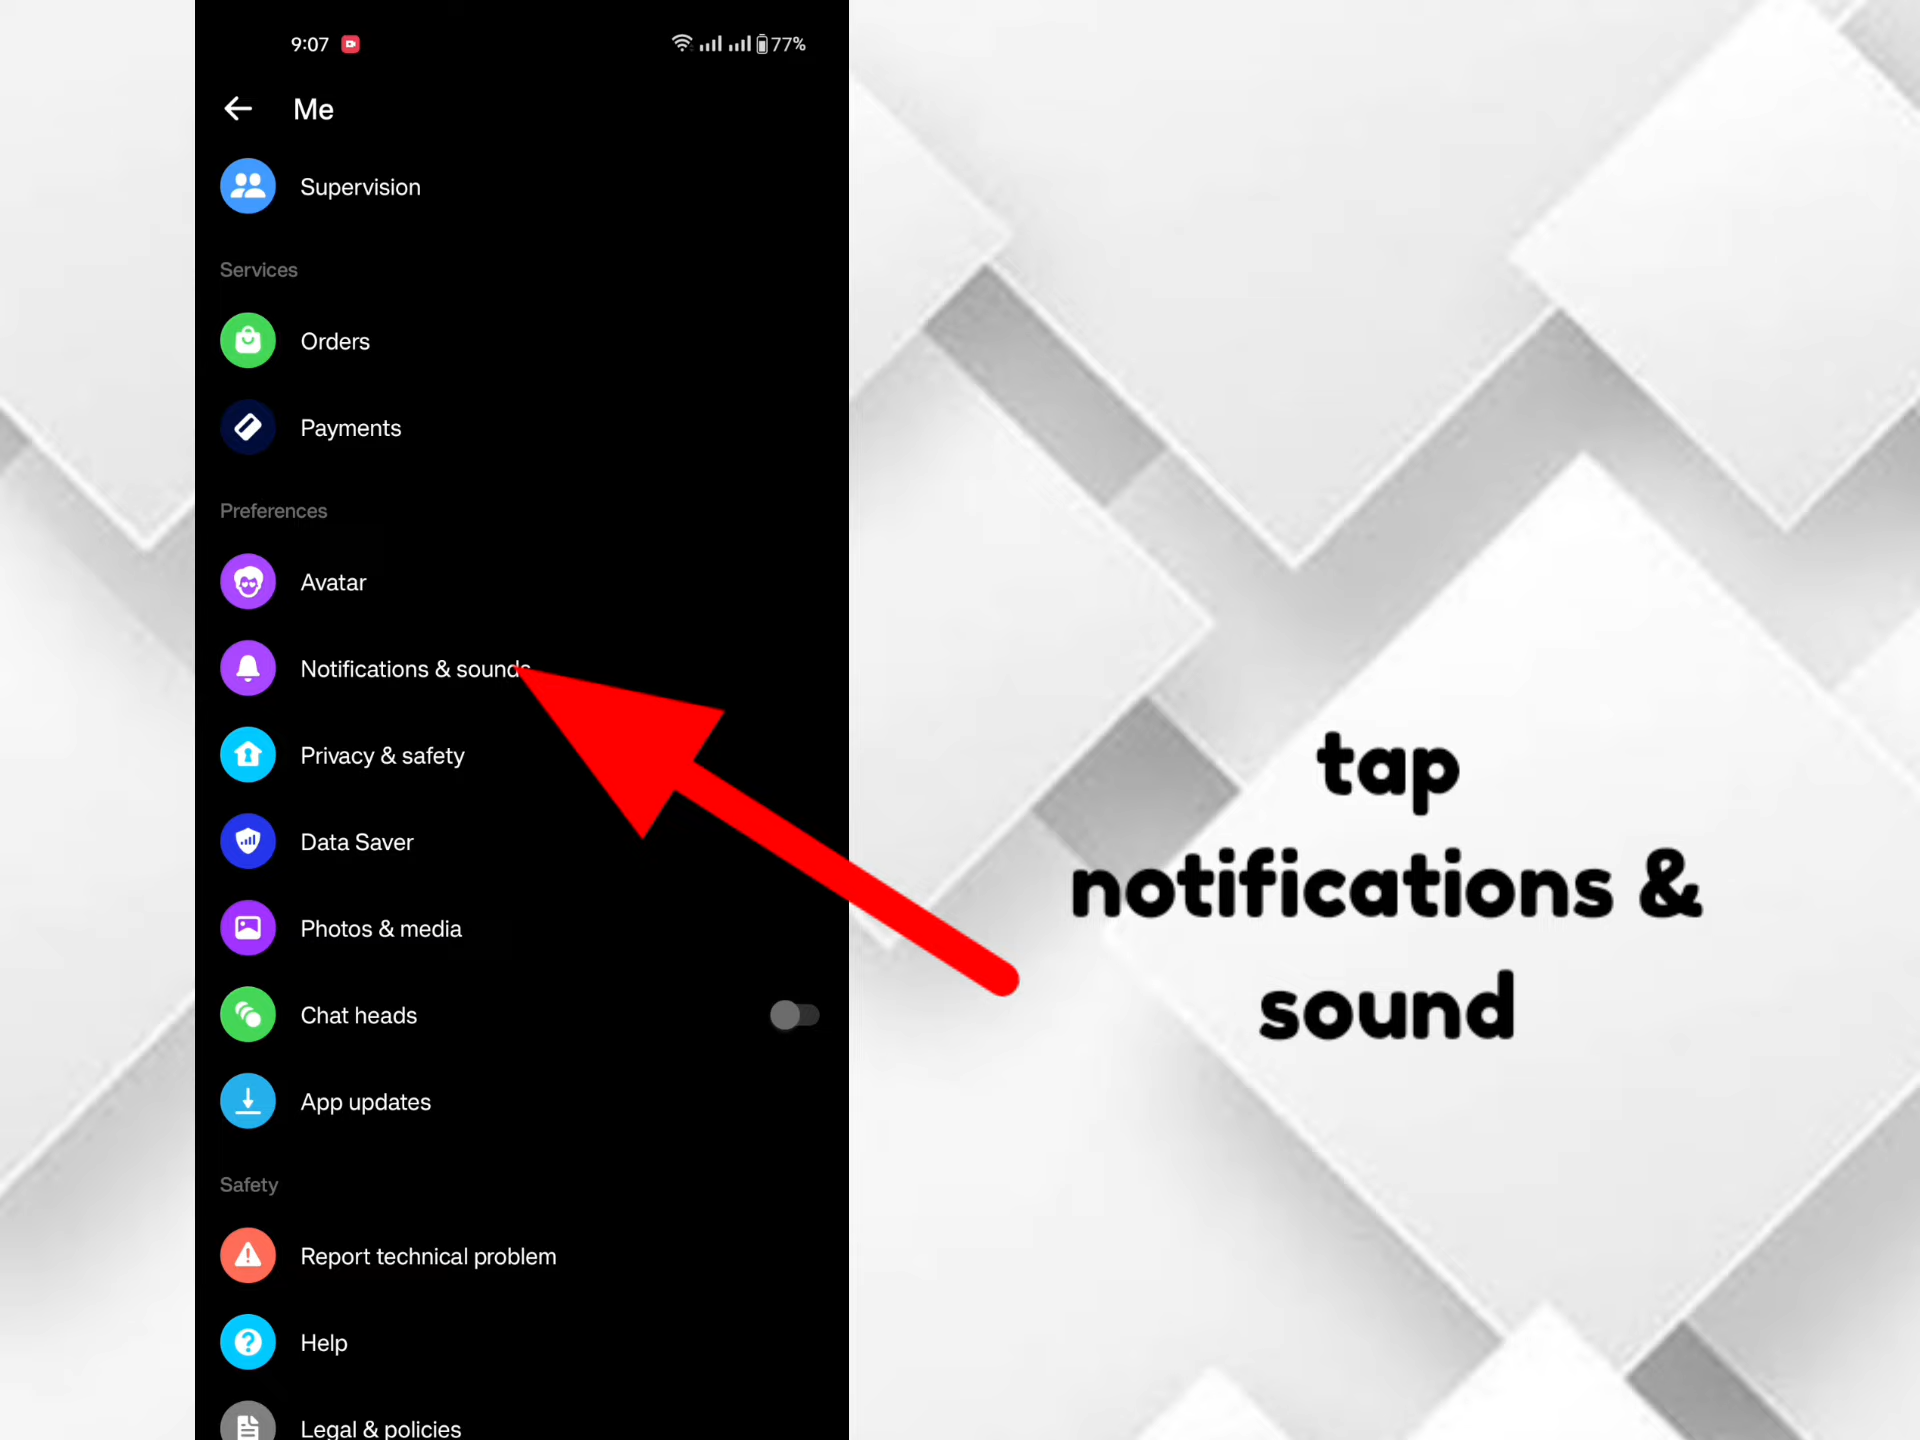 9:07
77%
Me
Supervision
Services
Orders
Payments
Preferences
Avatar
Notifications & sounds
Privacy & safety
Data Saver
Photos & media
Chat heads
App updates
Safety
Report technical problem
Help
Legal & policies
tap
notifications &
sound